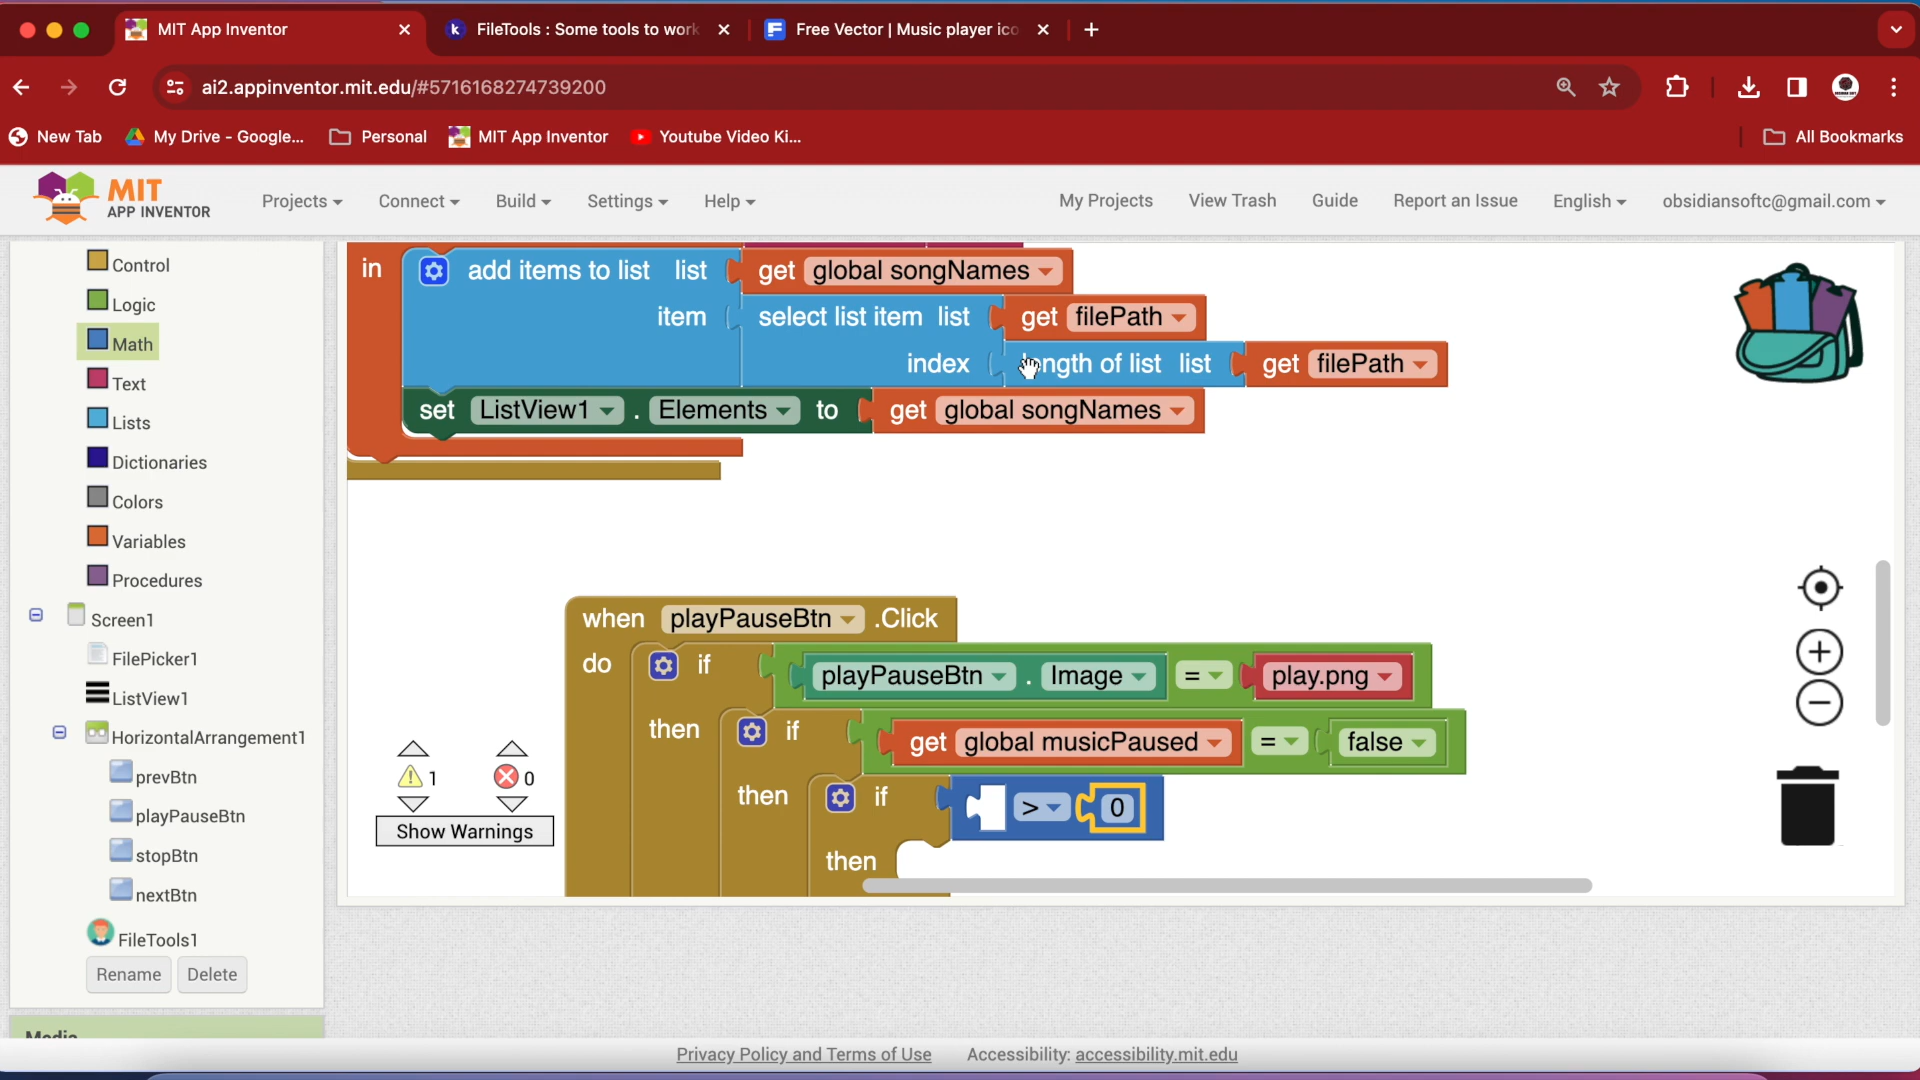 MIT App Inventor
FileTools : Some tools to work
Free Vector | Music player ico
ai2.appinventor.mit.edu/#5716168274739200
New Tab
My Drive - Google...
Personal
MIT App Inventor
Youtube Video Ki...
All Bookmarks
MIT
APP INVENTOR
Projects
Connect
Build
Settings
Help
My Projects
View Trash
Guide
Report an Issue
English
obsidiansoftc@gmail.com
Control
Logic
Math
Text
Lists
Dictionaries
Colors
Variables
Procedures
Screen1
FilePicker1
ListView1
HorizontalArrangement1
prevBtn
playPauseBtn
stopBtn
nextBtn
FileTools1
Rename Delete
Media
in add items to list list get global songNames
item select list item list get filePath
index length of list list get filePath
set ListView1 . Elements to get global songNames
when playPauseBtn .Click
do if playPauseBtn . Image = play.png
then if get global musicPaused = false
then if > 0
then
1 0
Show Warnings
Privacy Policy and Terms of Use Accessibility: accessibility.mit.edu